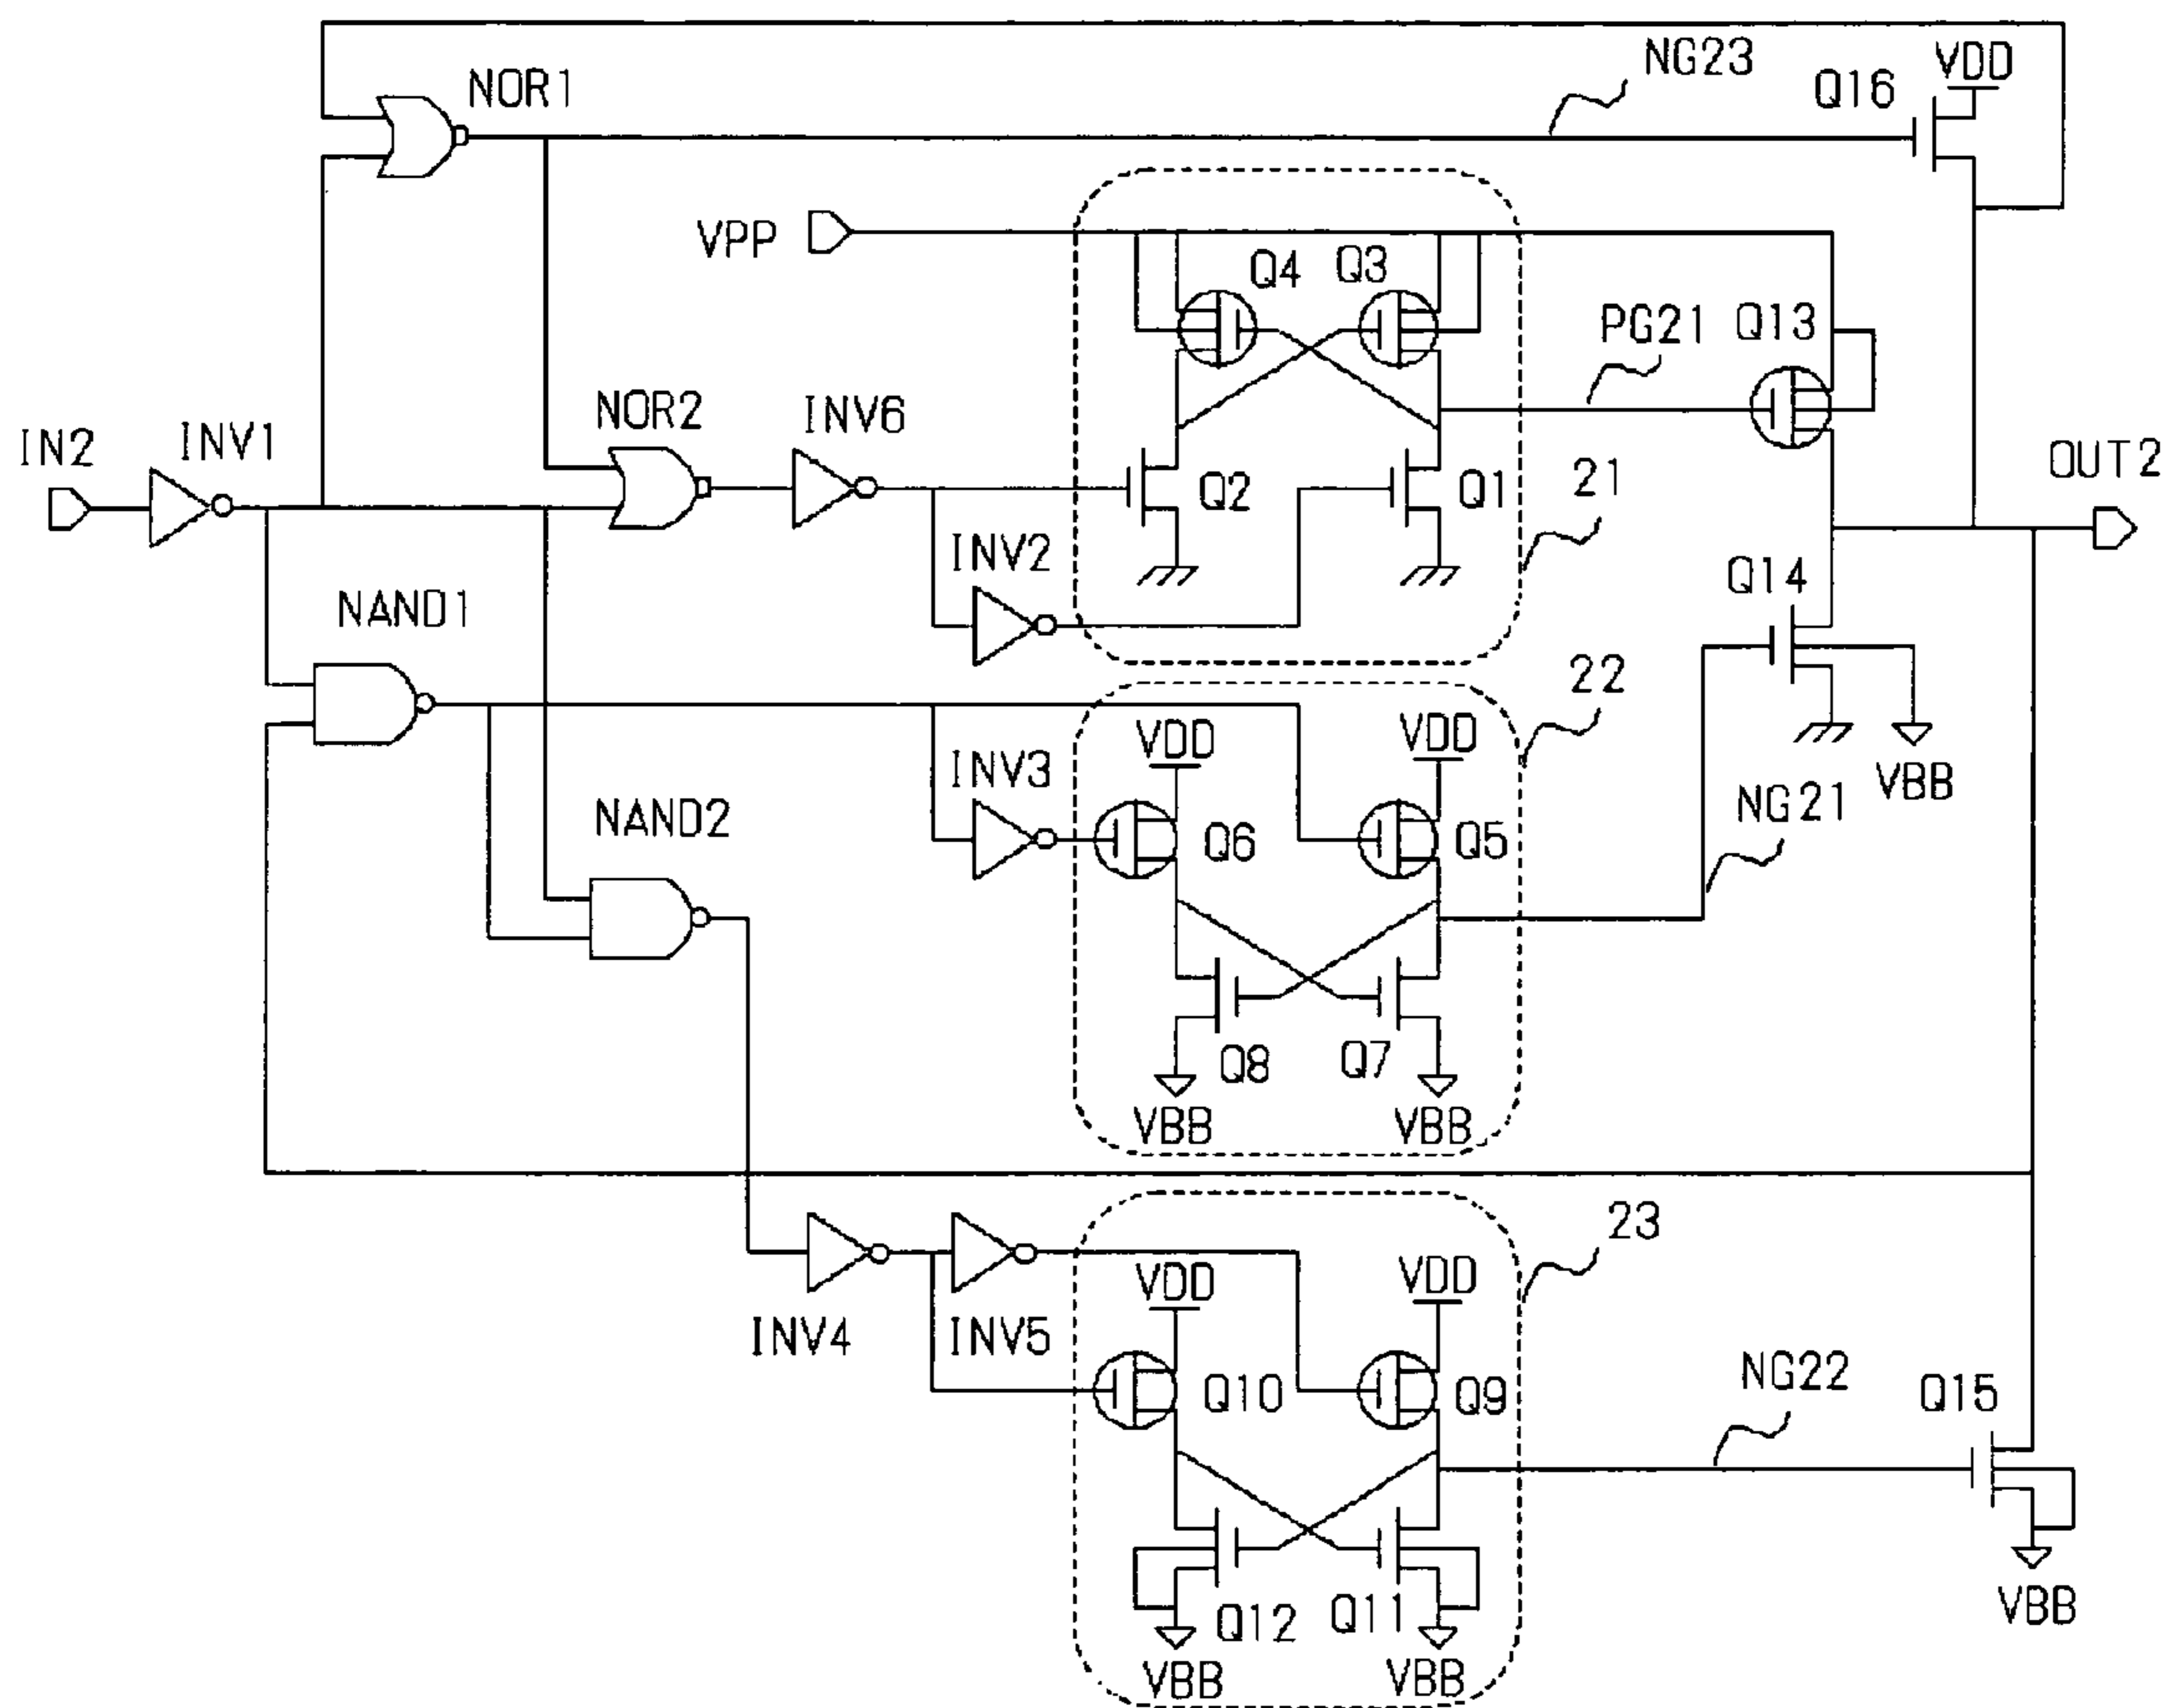 NG23
VDD
Q16
NOR1
VPP
Q4
Q3
PG21
Q13
NOR2
INV6
IN2
INV1
OUT2
Q2
Q1
21
INV2
Q14
NAND1
22
VDD
VDD
VBB
INV3
NG21
NAND2
Q6
Q5
Q8
Q7
VBB
VBB
23
VDD
VDD
INV4
INV5
Q10
Q9
NG22
Q15
Q12
Q11
VBB
VBB
VBB